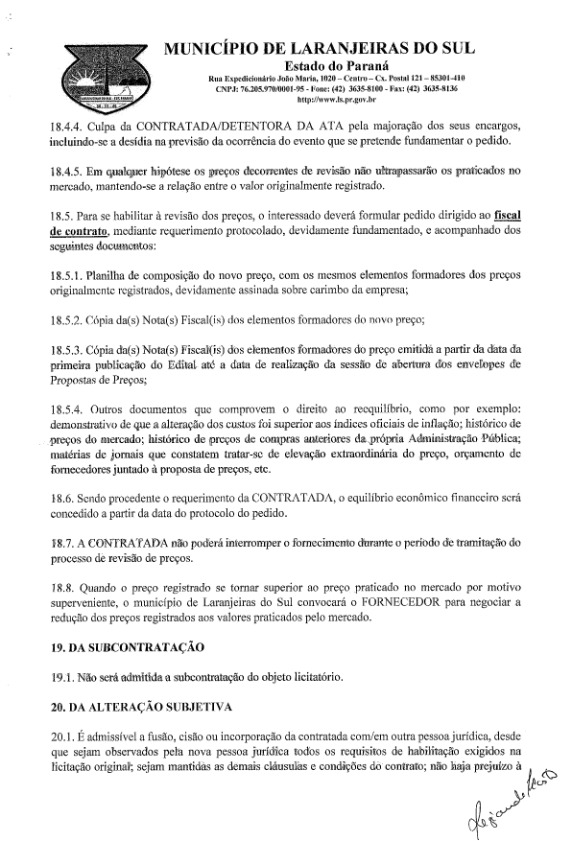 MUNICÍPIO DE LARANJEIRAS DO SUL
Estado do Paraná
Rua Expedicionário João Maria, 1020 – Centro – Cx. Postal 121 – 85301-410
CNPJ: 76.205.970/0001-95 - Fone: (42) 3635-8100 - Fax: (42) 3635-8136
http://www.ls.pr.gov.br
18.4.4. Culpa da CONTRATADA/DETENTORA DA ATA pela majoração dos seus encargos,
incluindo-se a desídia na previsão da ocorrência do evento que se pretende fundamentar o pedido.
18.4.5. Em qualquer hipótese os preços decorrentes de revisão não ultrapassarão os praticados no
mercado, mantendo-se a relação entre o valor originalmente registrado.
18.5. Para se habilitar à revisão dos preços, o interessado deverá formular pedido dirigido ao fiscal
de contrato, mediante requerimento protocolado, devidamente fundamentado, e acompanhado dos
seguintes documentos:
18.5.1. Planilha de composição do novo preço, com os mesmos elementos formadores dos preços
originalmente registrados, devidamente assinada sobre carimbo da empresa;
18.5.2. Cópia da(s) Nota(s) Fiscal(is) dos elementos formadores do novo preço;
18.5.3. Cópia da(s) Nota(s) Fiscal(is) dos elementos formadores do preço emitida a partir da data da
primeira publicação do Edital até a data de realização da sessão de abertura dos envelopes de
Propostas de Preços;
18.5.4. Outros documentos que comprovem o direito ao reequilíbrio, como por exemplo:
demonstrativo de que a alteração dos custos foi superior aos índices oficiais de inflação; histórico de
preços do mercado; histórico de preços de compras anteriores da própria Administração Pública;
matérias de jornais que constatem tratar-se de elevação extraordinária do preço, orçamento de
fornecedores juntado à proposta de preços, etc.
18.6. Sendo procedente o requerimento da CONTRATADA, o equilíbrio econômico financeiro será
concedido a partir da data do protocolo do pedido.
18.7. A CONTRATADA não poderá interromper o fornecimento durante o período de tramitação do
processo de revisão de preços.
18.8. Quando o preço registrado se tornar superior ao preço praticado no mercado por motivo
superveniente, o município de Laranjeiras do Sul convocará o FORNECEDOR para negociar a
redução dos preços registrados aos valores praticados pelo mercado.
19. DA SUBCONTRATAÇÃO
19.1. Não será admitida a subcontratação do objeto licitatório.
20. DA ALTERAÇÃO SUBJETIVA
20.1. É admissível a fusão, cisão ou incorporação da contratada com/em outra pessoa jurídica, desde
que sejam observados pela nova pessoa jurídica todos os requisitos de habilitação exigidos na
licitação original; sejam mantidas as demais cláusulas e condições do contrato; não haja prejuízo à